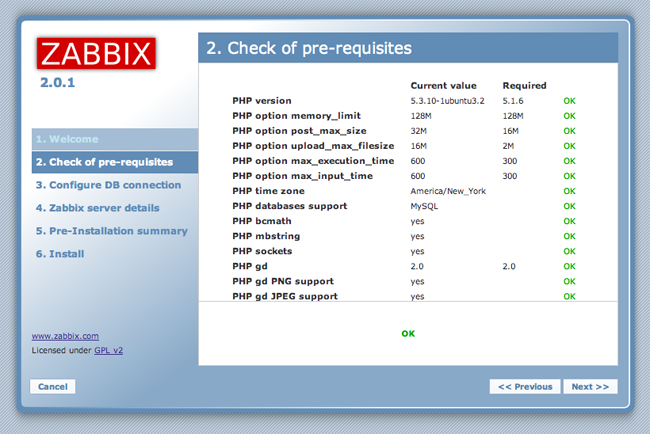 ZABBIX
2.0.1
1. Welcome
2. Check of pre-requisites
3. Configure DB connection
4. Zabbix server details
5. Pre-Installation summary
6. Install
www.zabbix.com
Licensed under GPL v2
2. Check of pre-requisites
Current value Required
PHP version 5.3.10-1ubuntu3.2 5.1.6 OK
PHP option memory_limit 128M 128M OK
PHP option post_max_size 32M 16M OK
PHP option upload_max_filesize 16M 2M OK
PHP option max_execution_time 600 300 OK
PHP option max_input_time 600 300 OK
PHP time zone America/New_York OK
PHP databases support MySQL OK
PHP bcmath yes OK
PHP mbstring yes OK
PHP sockets yes OK
PHP gd 2.0 2.0 OK
PHP gd PNG support yes OK
PHP gd JPEG support yes OK
OK
Cancel << Previous Next >>